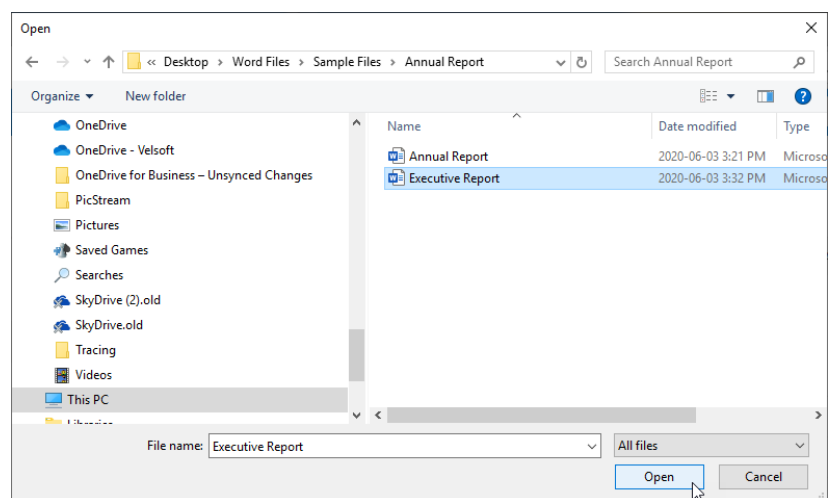 Open
« Desktop › Word Files › Sample Files › Annual Report
Search Annual Report
Organize
New folder
?
Name
Date modified
Type
OneDrive
OneDrive - Velsoft
OneDrive for Business – Unsynced Changes
PicStream
Pictures
Saved Games
Searches
SkyDrive (2).old
SkyDrive.old
Tracing
Videos
This PC
Annual Report 2020-06-03 3:21 PM Microso
Executive Report 2020-06-03 3:32 PM Microso
File name: Executive Report
All files
Open
Cancel